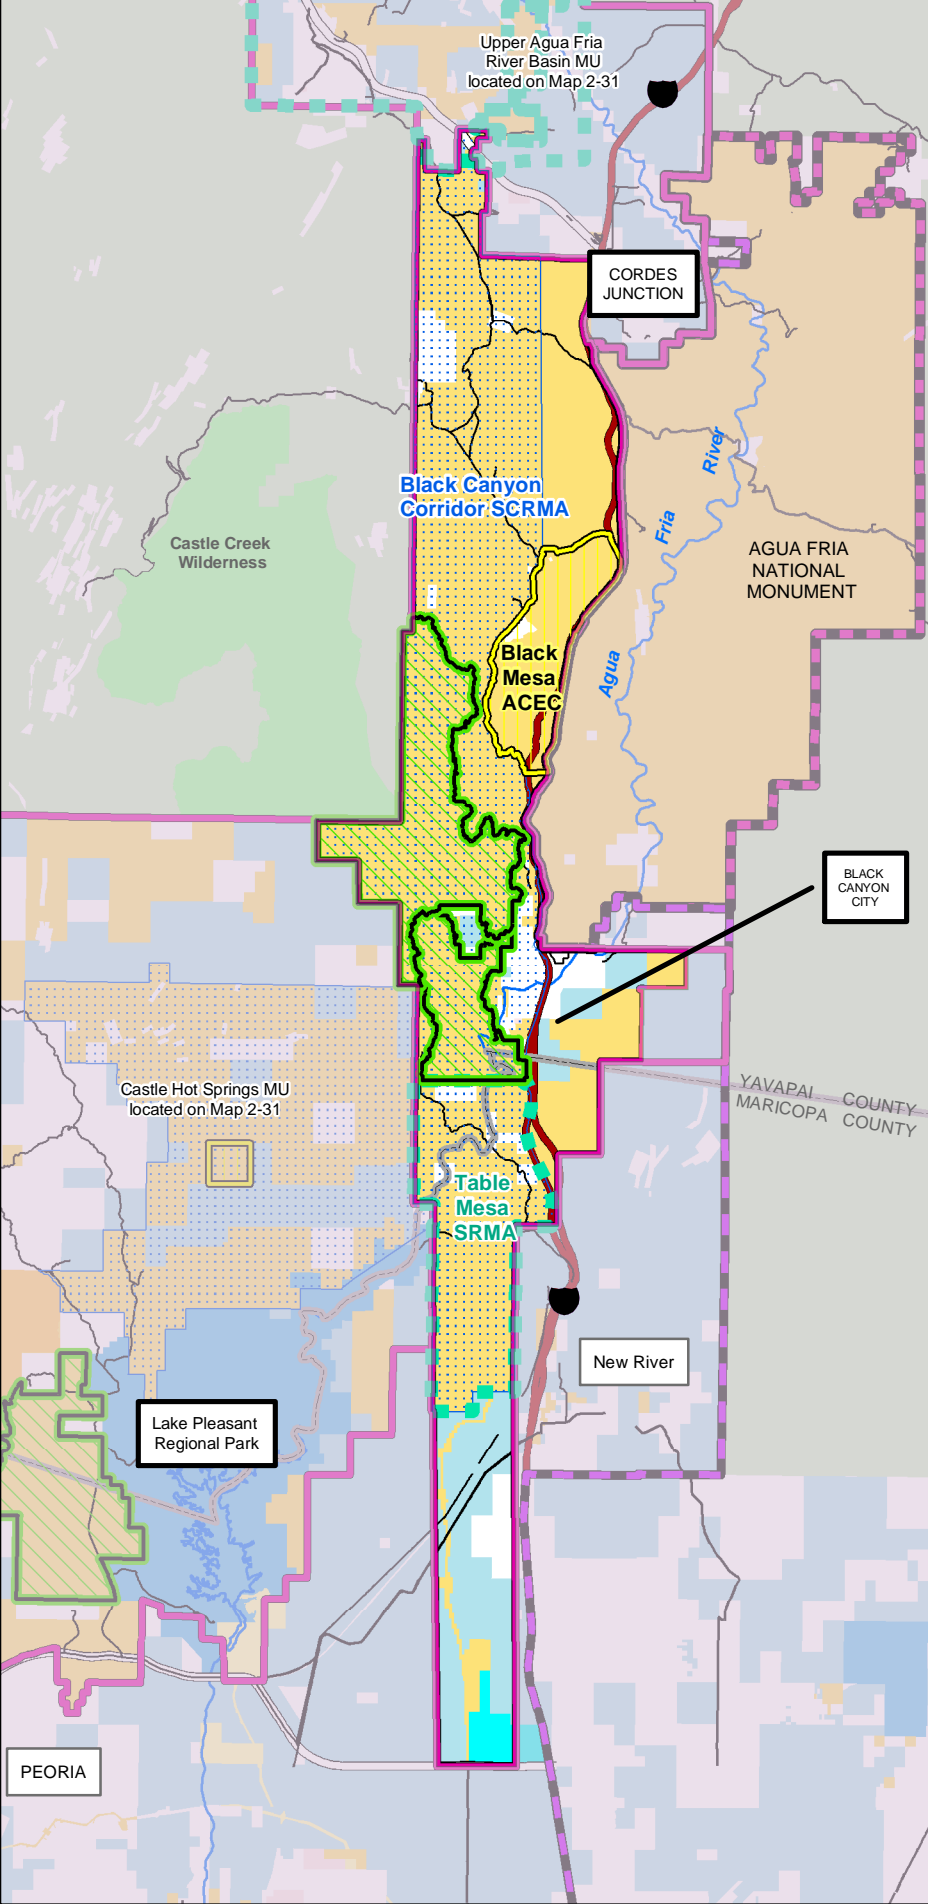 Upper Agua Fria
River Basin MU
located on Map 2-31
CORDES
JUNCTION
Black Canyon
Corridor SCRMA
River
Fria
Agua
Castle Creek
Wilderness
AGUA FRIA
NATIONAL
MONUMENT
Black
Mesa
ACEC
BLACK
CANYON
CITY
Castle Hot Springs MU
located on Map 2-31
YAVAPAI COUNTY
MARICOPA COUNTY
Table
Mesa
SRMA
New River
Lake Pleasant
Regional Park
PEORIA